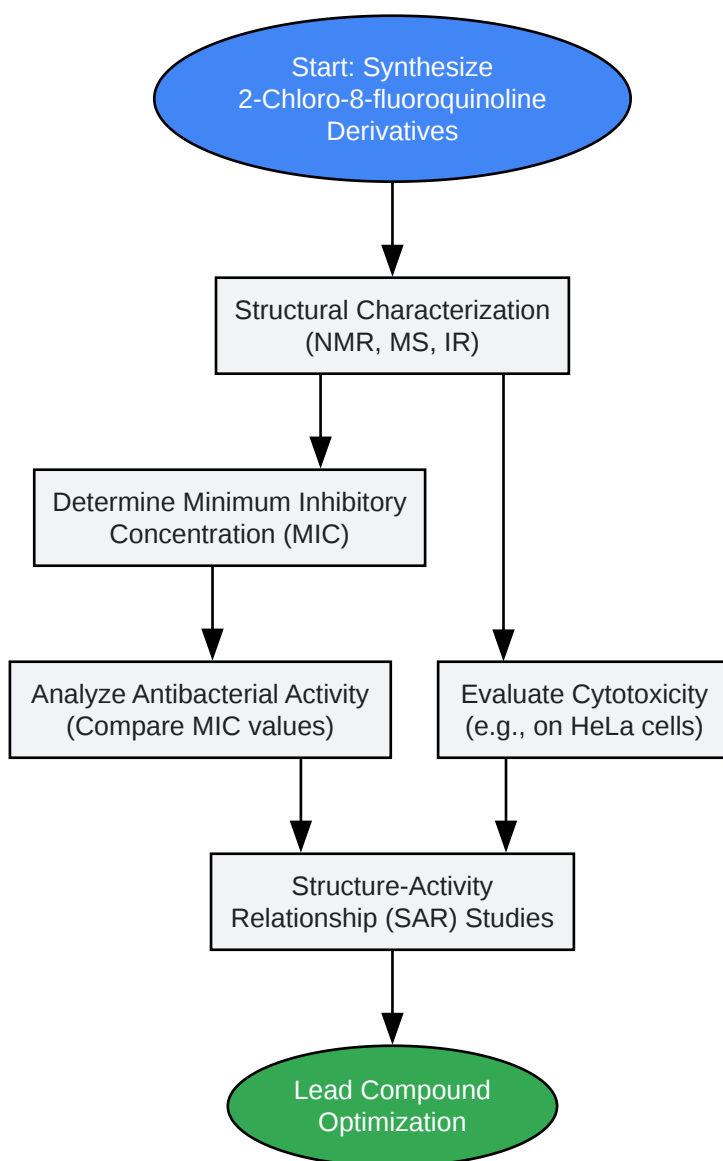 Start: Synthesize
2-Chloro-8-fluoroquinoline
Derivatives
Structural Characterization
(NMR, MS, IR)
Determine Minimum Inhibitory
Concentration (MIC)
Analyze Antibacterial Activity
(Compare MIC values)
Evaluate Cytotoxicity
(e.g., on HeLa cells)
Structure-Activity
Relationship (SAR) Studies
Lead Compound
Optimization